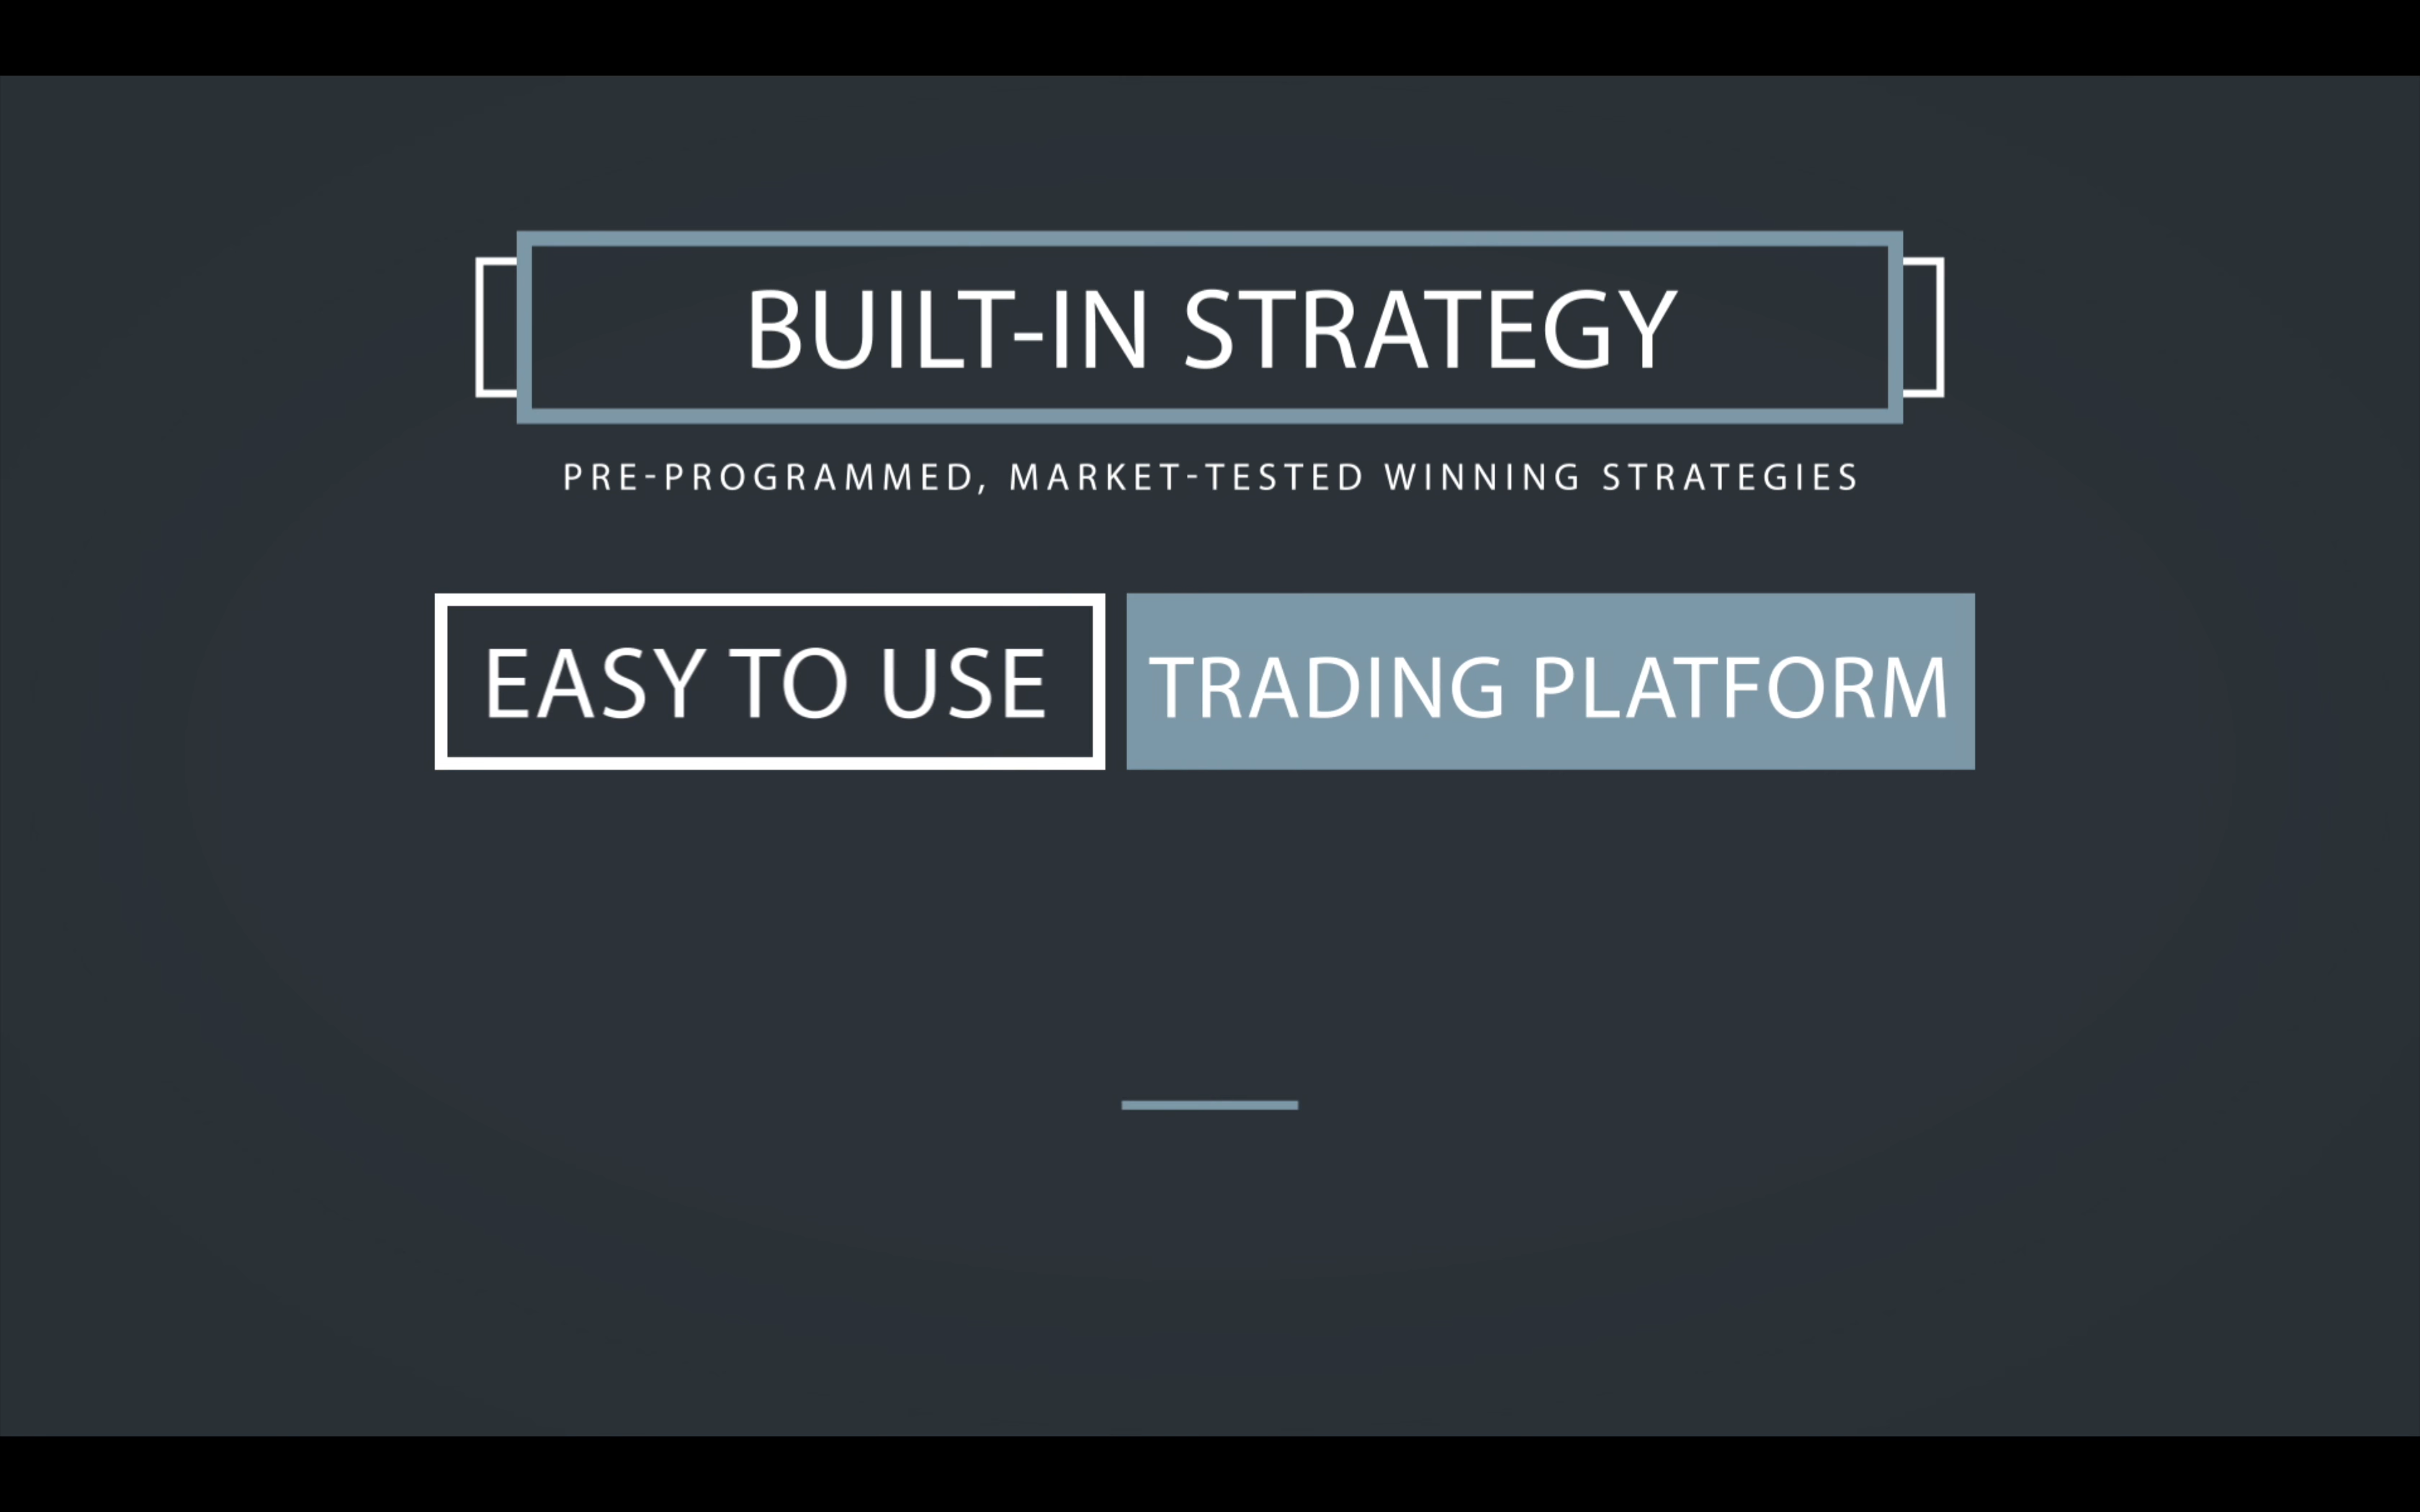 BUILT-IN STRATEGY
PRE-PROGRAMMED, MARKET-TESTED WINNING STRATEGIES
EASY TO USE
TRADING PLATFORM